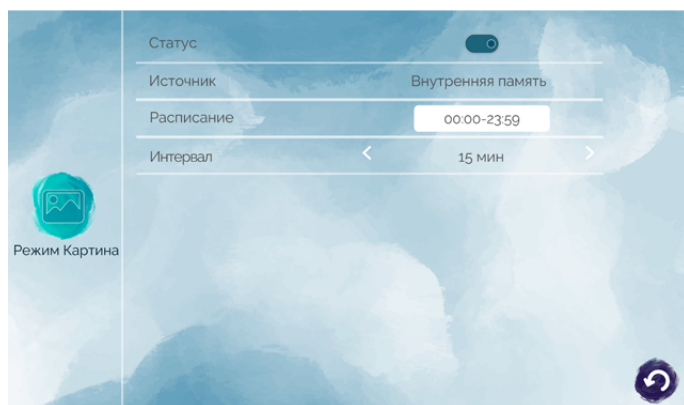 Статус
Источник Внутренняя память
Расписание 00:00-23:59
Интервал 15 мин
Режим Картина